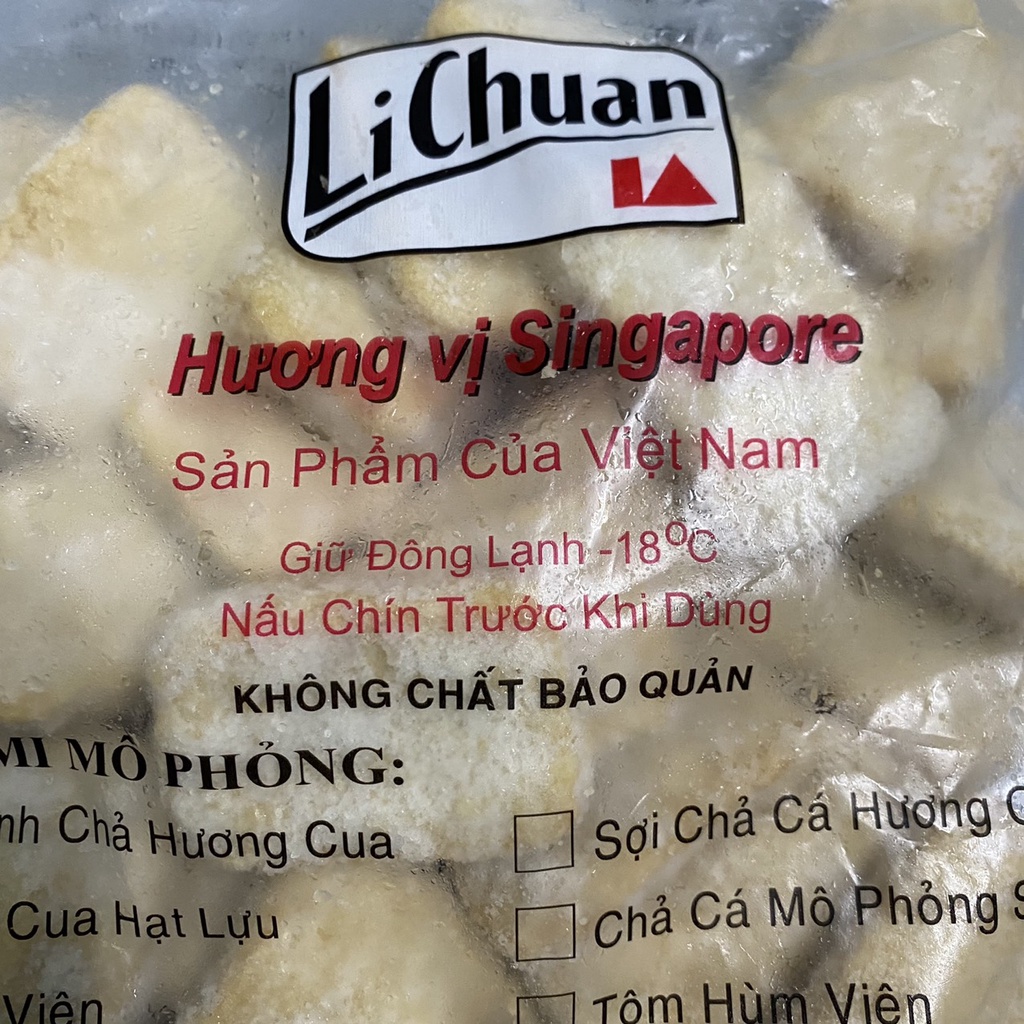 LiChuan
Hương vị Singapore
Sản Phẩm Của Việt Nam
Giữ Đông Lạnh -18°C
Nấu Chín Trước Khi Dùng
KHÔNG CHẤT BẢO QUẢN
MÔ PHỎNG:
Chả Hương Cua
Sợi Chả Cá Hương
Cua Hạt Lựu
Chả Cá Mô Phỏng
Viên
Tôm Hùm Viên